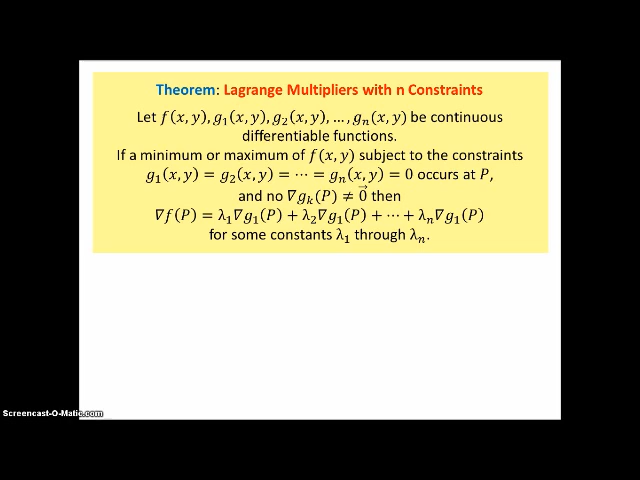 Theorem: Lagrange Multipliers with n Constraints
Let f(x, y), g₁(x, y), g₂(x, y), … , gₙ(x, y) be continuous
differentiable functions.
If a minimum or maximum of f(x, y) subject to the constraints
g₁(x, y) = g₂(x, y) = ⋯ = gₙ(x, y) = 0 occurs at P,
and no ∇gₖ(P) ≠ 0⃗ then
∇f(P) = λ₁∇g₁(P) + λ₂∇g₁(P) + ⋯ + λₙ∇g₁(P)
for some constants λ₁ through λₙ.
Screencast-O-Matic.com